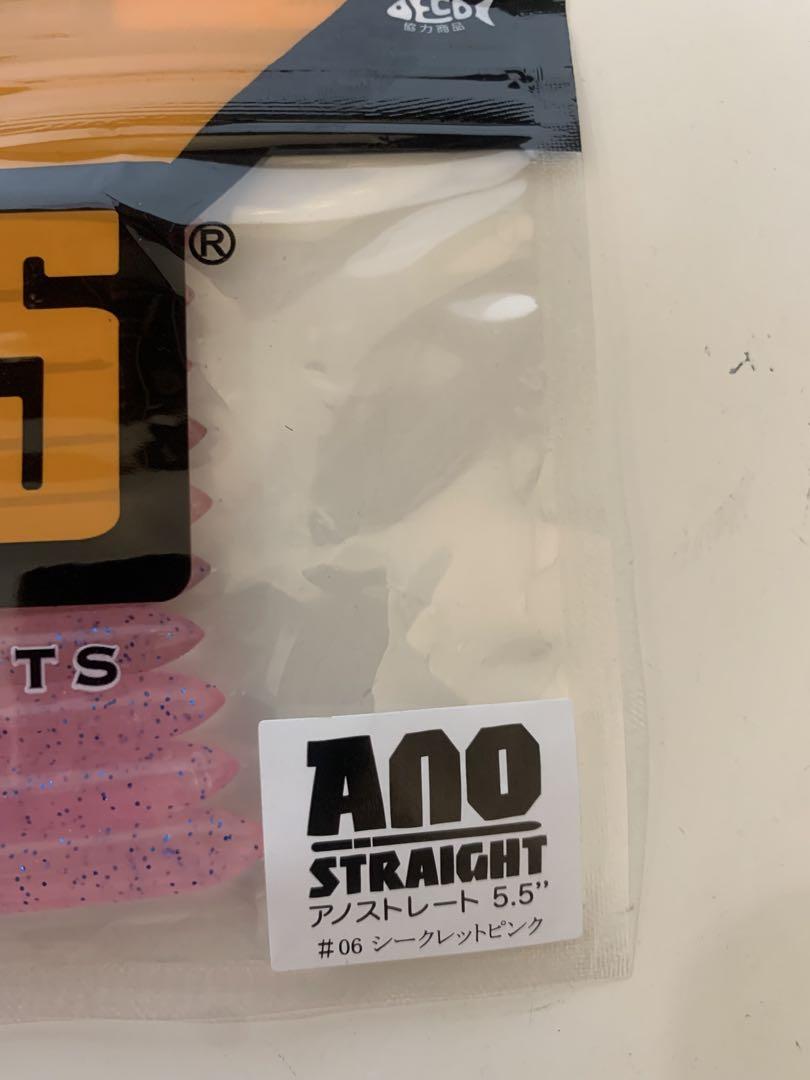 DECOY
協力商品
S®
TS
ANO
STRAIGHT
アノストレート 5.5”
#06 シークレットピンク